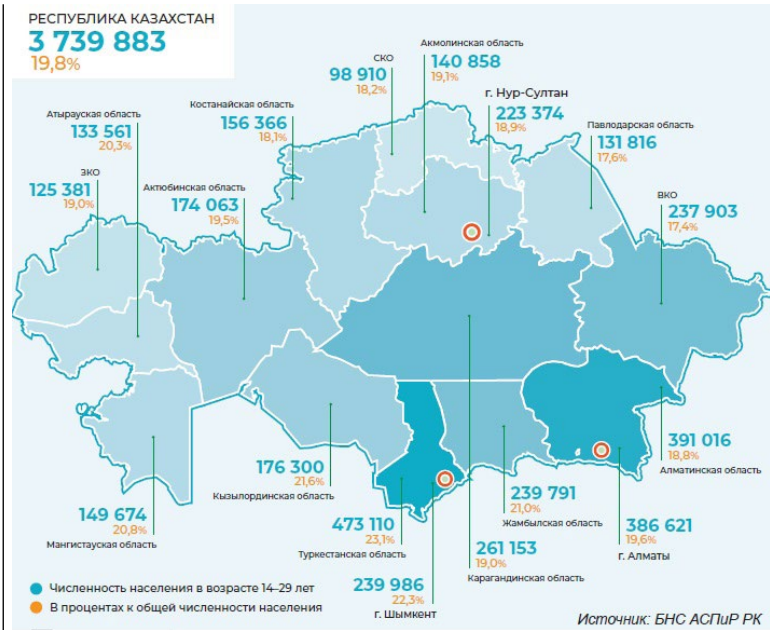 РЕСПУБЛИКА КАЗАХСТАН
3 739 883
19,8%
СКО
98 910
18,2%
Акмолинская область
140 858
19,1%
г. Нур-Султан
223 374
18,9%
Костанайская область
156 366
18,1%
Атырауская область
133 561
20,3%
Павлодарская область
131 816
17,6%
ЗКО
125 381
19,0%
Актюбинская область
174 063
19,5%
ВКО
237 903
17,4%
391 016
18,8%
Алматинская область
176 300
21,6%
Кызылординская область
239 791
21,0%
Жамбылская область
149 674
20,8%
Мангистауская область
473 110
23,1%
Туркестанская область
386 621
19,6%
г. Алматы
261 153
19,0%
Карагандинская область
239 986
22,3%
г. Шымкент
Численность населения в возрасте 14–29 лет
В процентах к общей численности населения
Источник: БНС АСПиР РК